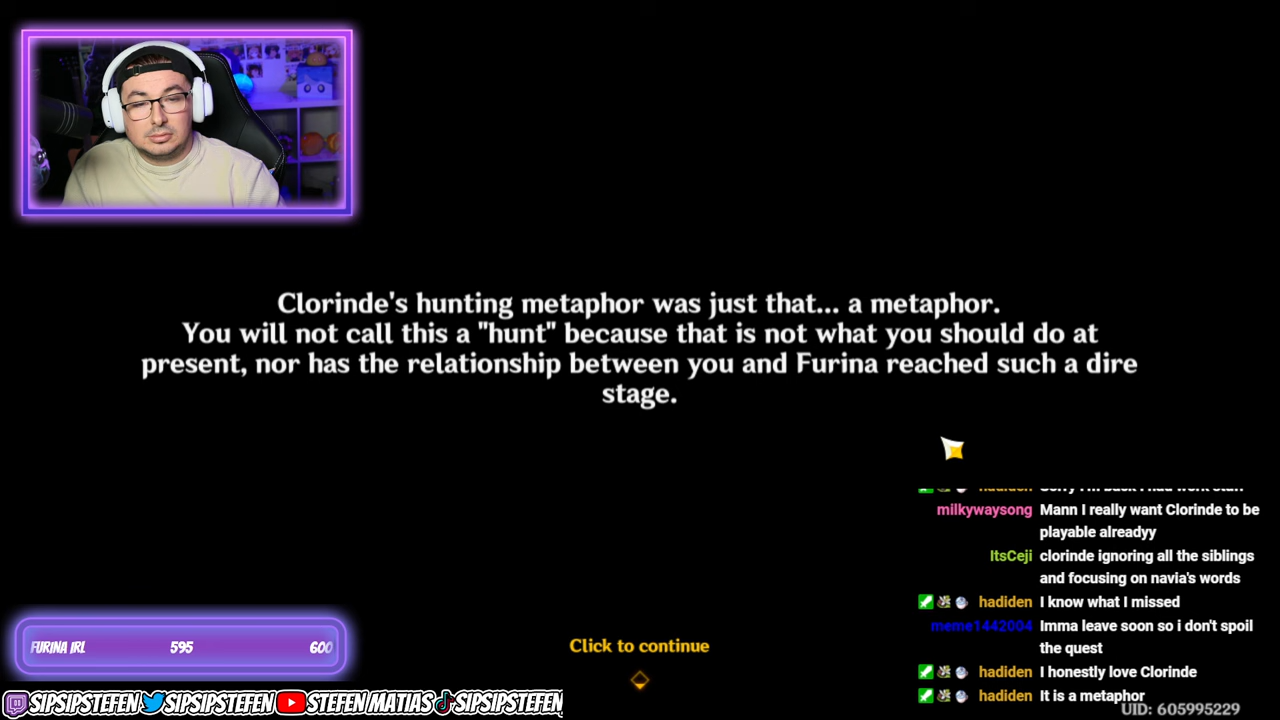 Clorinde's hunting metaphor was just that... a metaphor.
You will not call this a "hunt" because that is not what you should do at
present, nor has the relationship between you and Furina reached such a dire
stage.
milkywaysong Mann I really want Clorinde to be
playable alreadyy
ItsCeji clorinde ignoring all the siblings
and focusing on navia's words
hadiden I know what I missed
meme1442004 Imma leave soon so i don't spoil
the quest
hadiden I honestly love Clorinde
hadiden It is a metaphor
FURINA IRL 595 600
Click to continue
SIPSIPSTEFEN SIPSIPSTEFEN STEFEN MATIAS SIPSIPSTEFEN
UID: 605995229